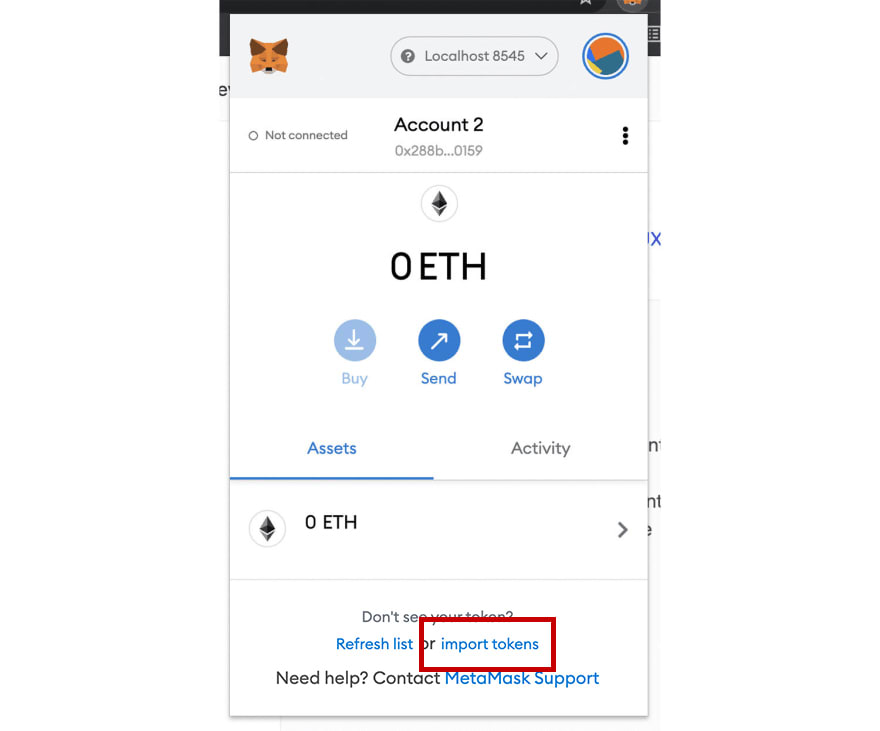 Localhost 8545
Not connected
Account 2
0x288b...0159
0 ETH
Buy
Send
Swap
Assets
Activity
0 ETH
Don't see your token?
Refresh list or import tokens
Need help? Contact MetaMask Support